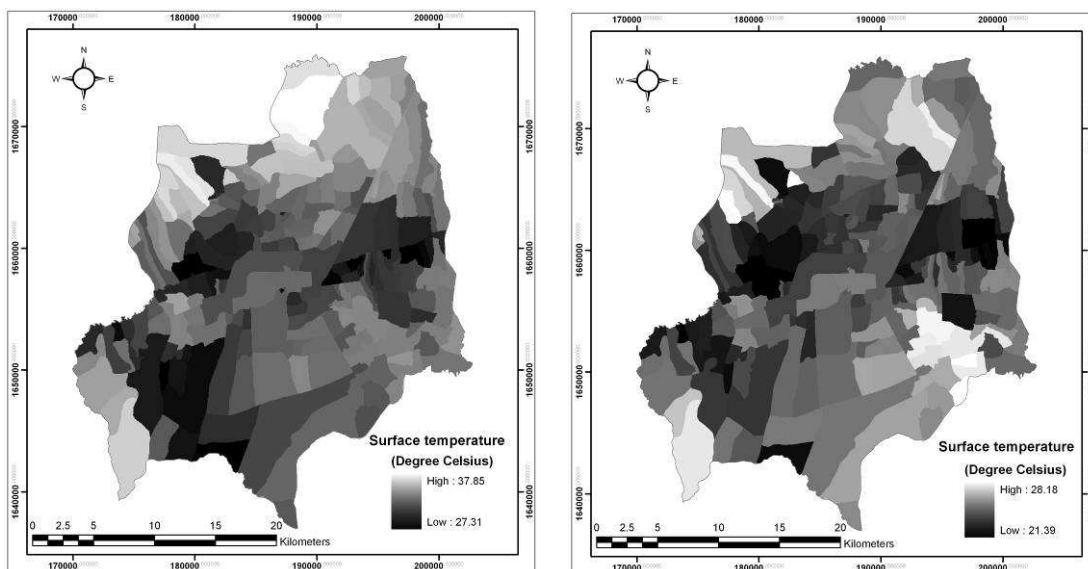 170000
180000
190000
200000
N
W E
S
1670000
1660000
1650000
1640000
Surface temperature
(Degree Celsius)
High : 37.85
Low : 27.31
0 2.5 5 10 15 20
Kilometers
170000
180000
190000
200000
170000
180000
190000
200000
N
W E
S
1670000
1660000
1650000
1640000
Surface temperature
(Degree Celsius)
High : 28.18
Low : 21.39
0 2.5 5 10 15 20
Kilometers
170000
180000
190000
200000